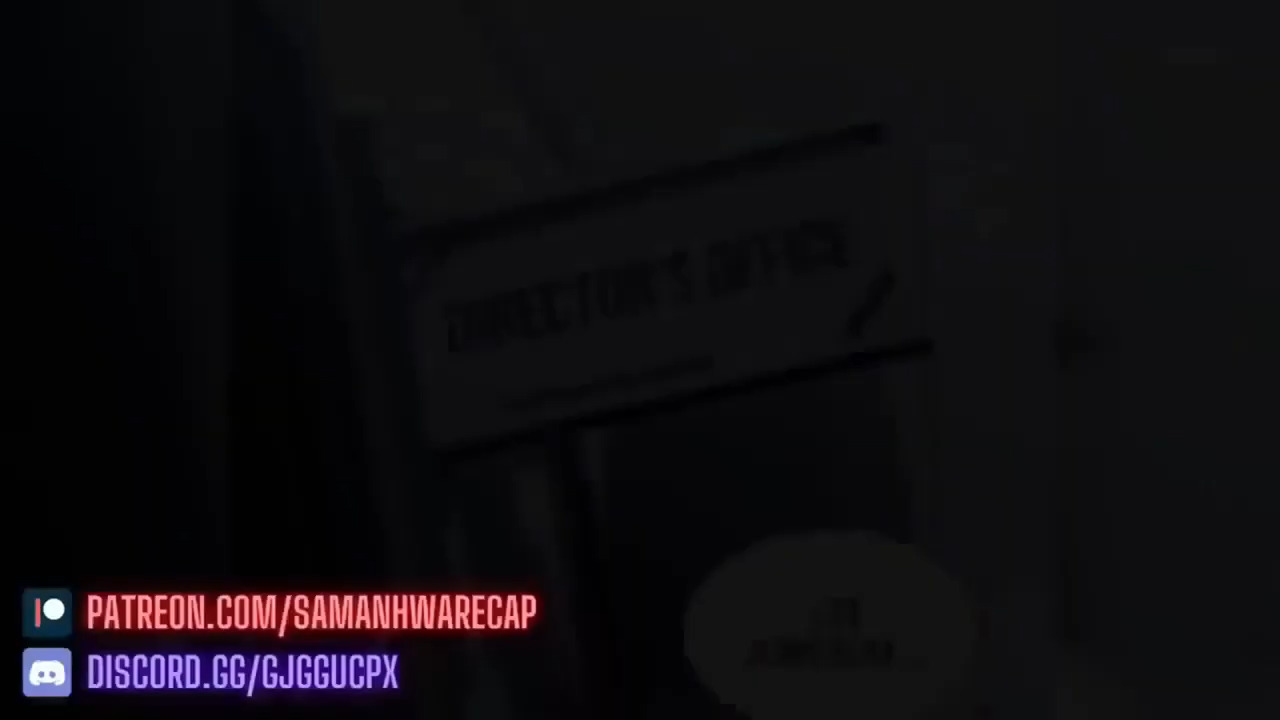 DIRECTOR'S OFFICE
PATREON.COM/SAMANHWARECAP
DISCORD.GG/GJGGUCPX